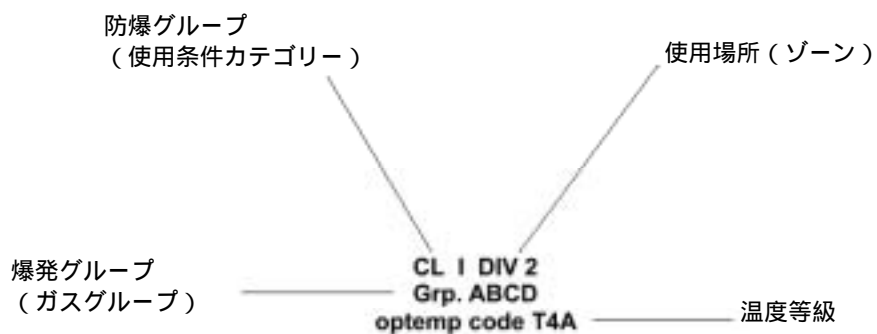 防爆グループ
（使用条件カテゴリー）
使用場所（ゾーン）
CL I DIV 2
爆発グループ
（ガスグループ）
Grp. ABCD
optemp code T4A
温度等級